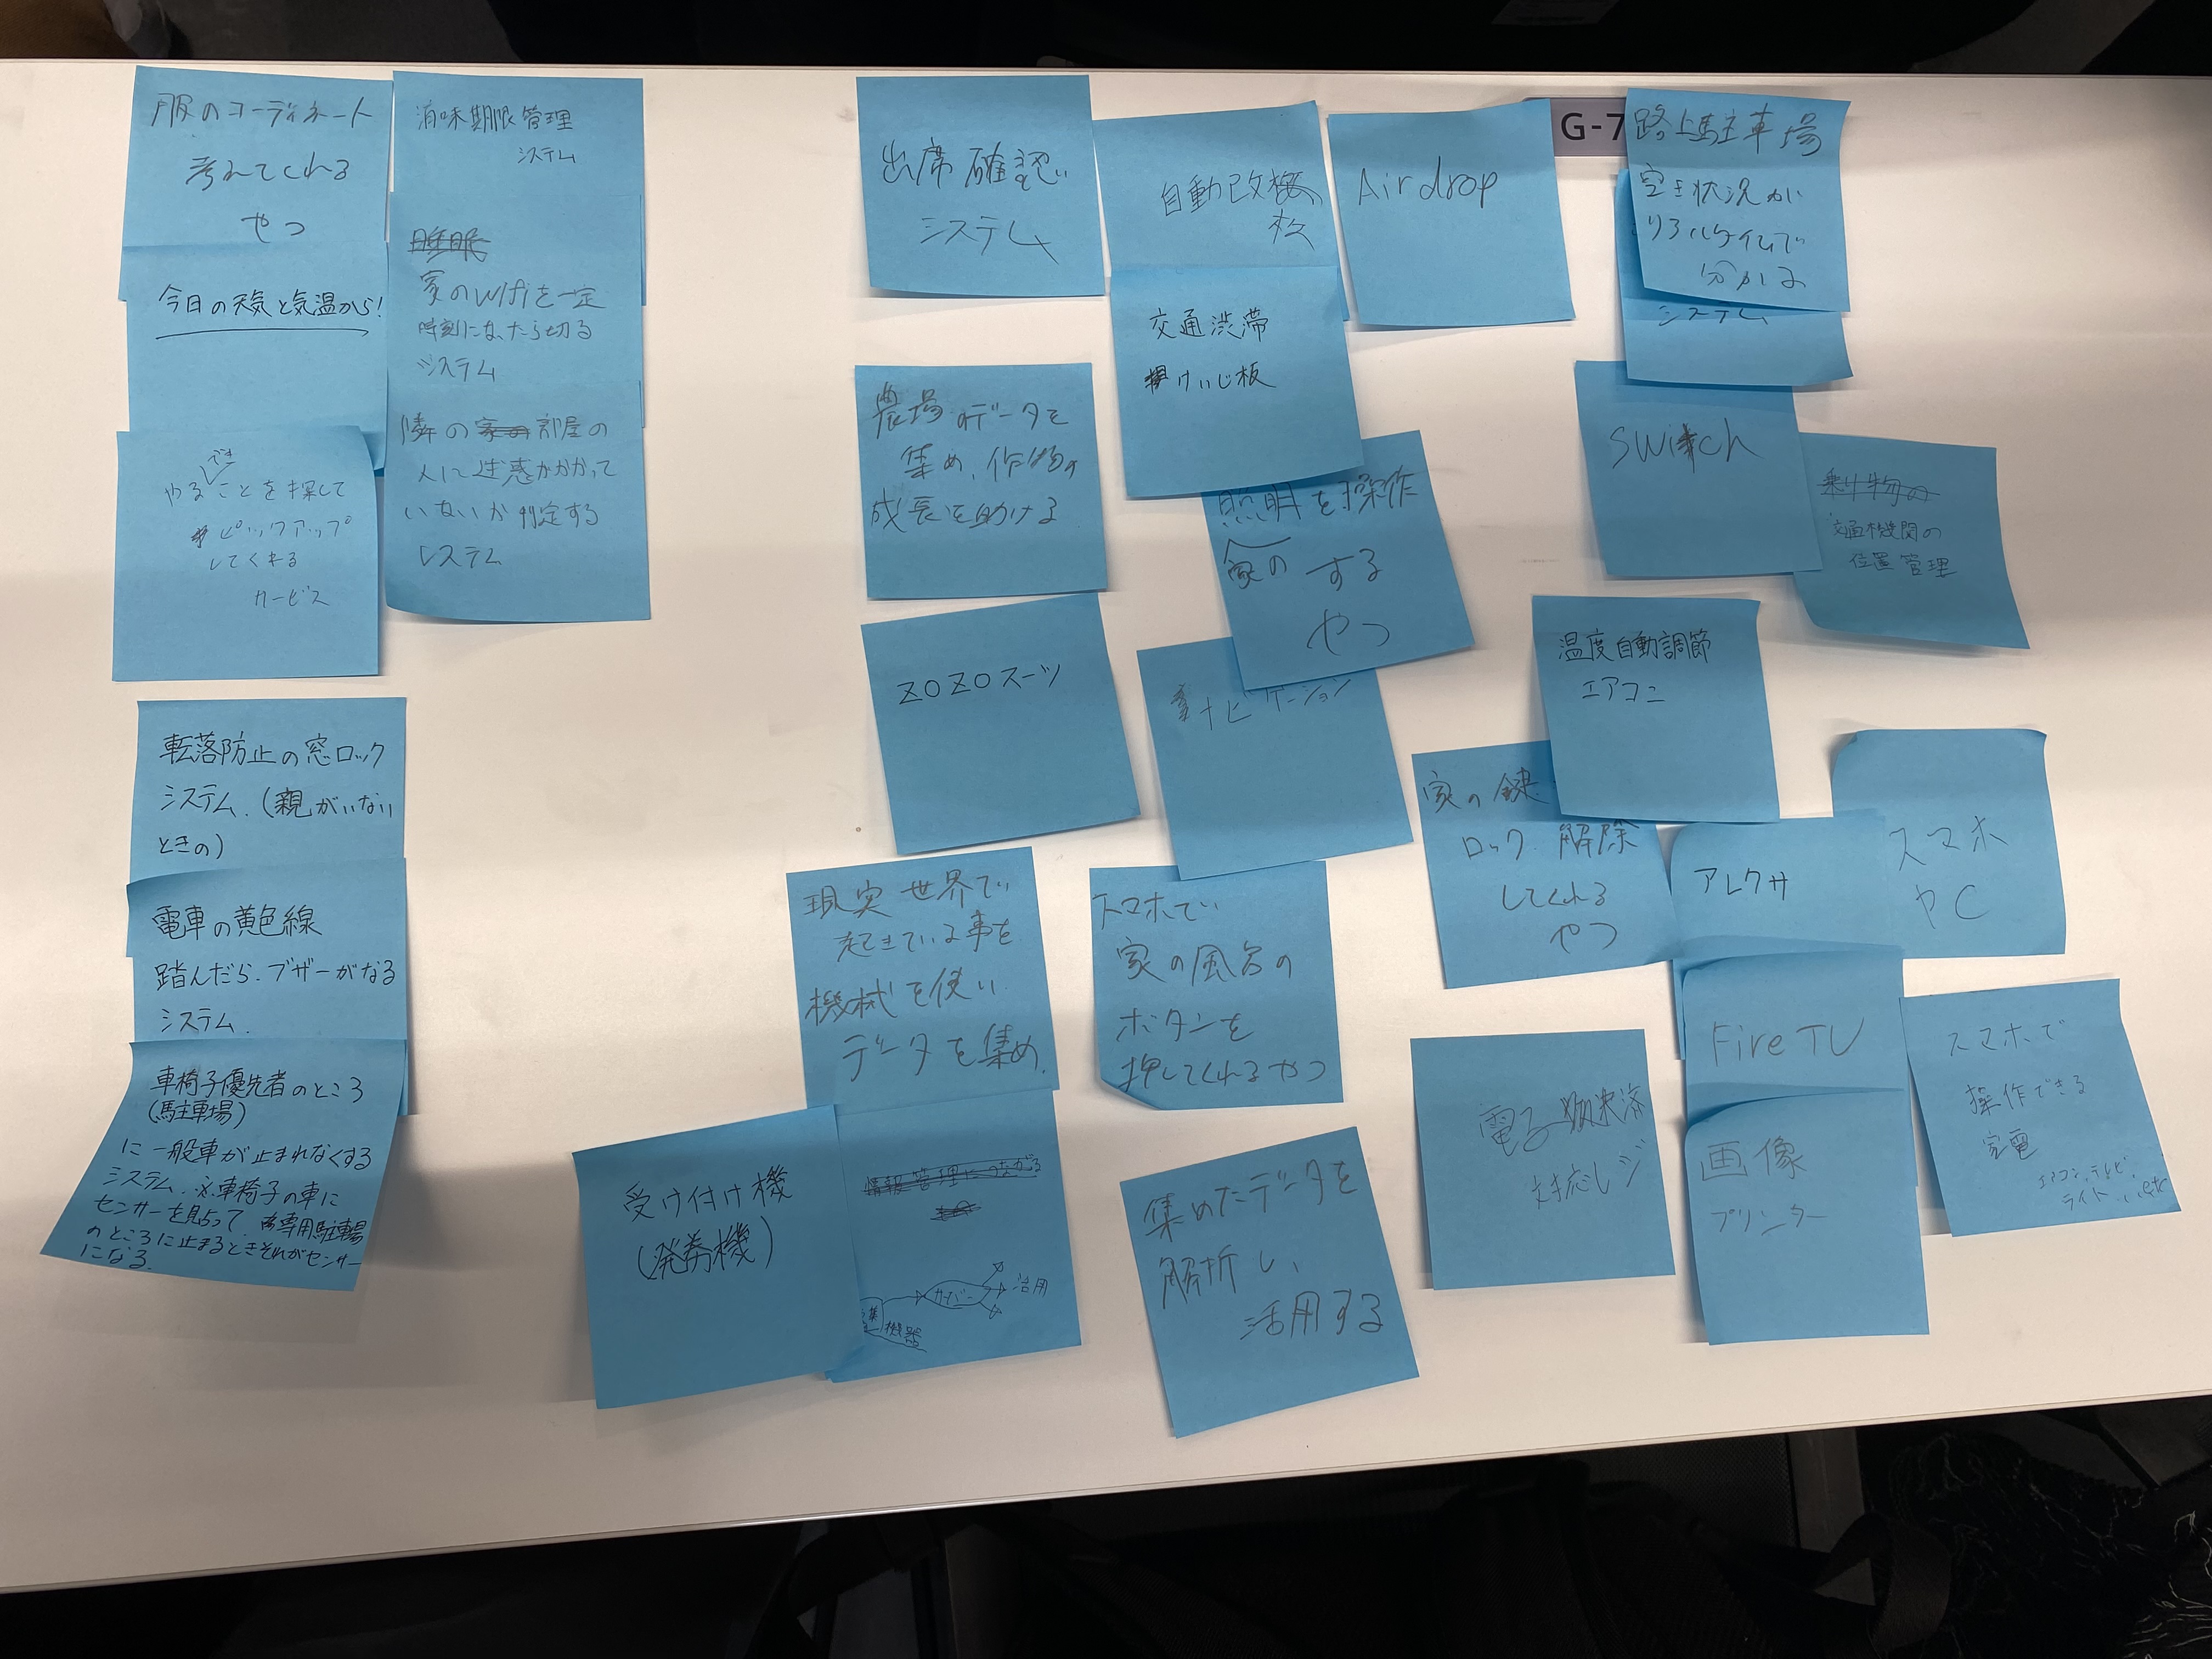 服のコーディネート
考えてくれる
やつ
今日の天気と気温から!
でき
やることを探して
ピックアップ
してくれる
サービス
消味期限管理
システム
睡眠
家のwifiを一定
時刻になったら切る
システム
隣の家の部屋の
人に迷惑がかかって
いないか判定する
システム
転落防止の窓ロック
システム.(親がいない
ときの)
電車の黄色線
踏んだら.ブザーがなる
システム.
車椅子優先者のところ
(駐車場)
に一般車が止まれなくする
システム.※車椅子の車に
センサーを見占って、専用駐車場
のところに止まるときそれがセンサー
になる.
出席確認
システム
自動改
札
Airdrop
G-7
路上駐車場
空き状況が
リアルタイムで
分かる
システム
交通渋滞
けいじ板
農場のデータを
集め、作物の
成長を助ける
照明を操作
家の する
やつ
switch
乗り物の
交通機関の
位置管理
ZOZOスーツ
ナビゲーション
温度自動調節
エアコン
家の鍵
ロック 解除
してくれる
やつ
アレクサ
スマホ
やC
現実世界で
起きている事を
機械を使い
データを集め.
スマホで
家の風呂の
ボタンを
押してくれるやつ
Fire TV
スマホで
操作できる
家電
エアコン、テレビ、
ライト...etc
電子決済
対応レジ
画像
プリンター
受け付け機
(発券機)
情報管理につながる
サーバー
活用
機器
集めたデータを
解析し、
活用する